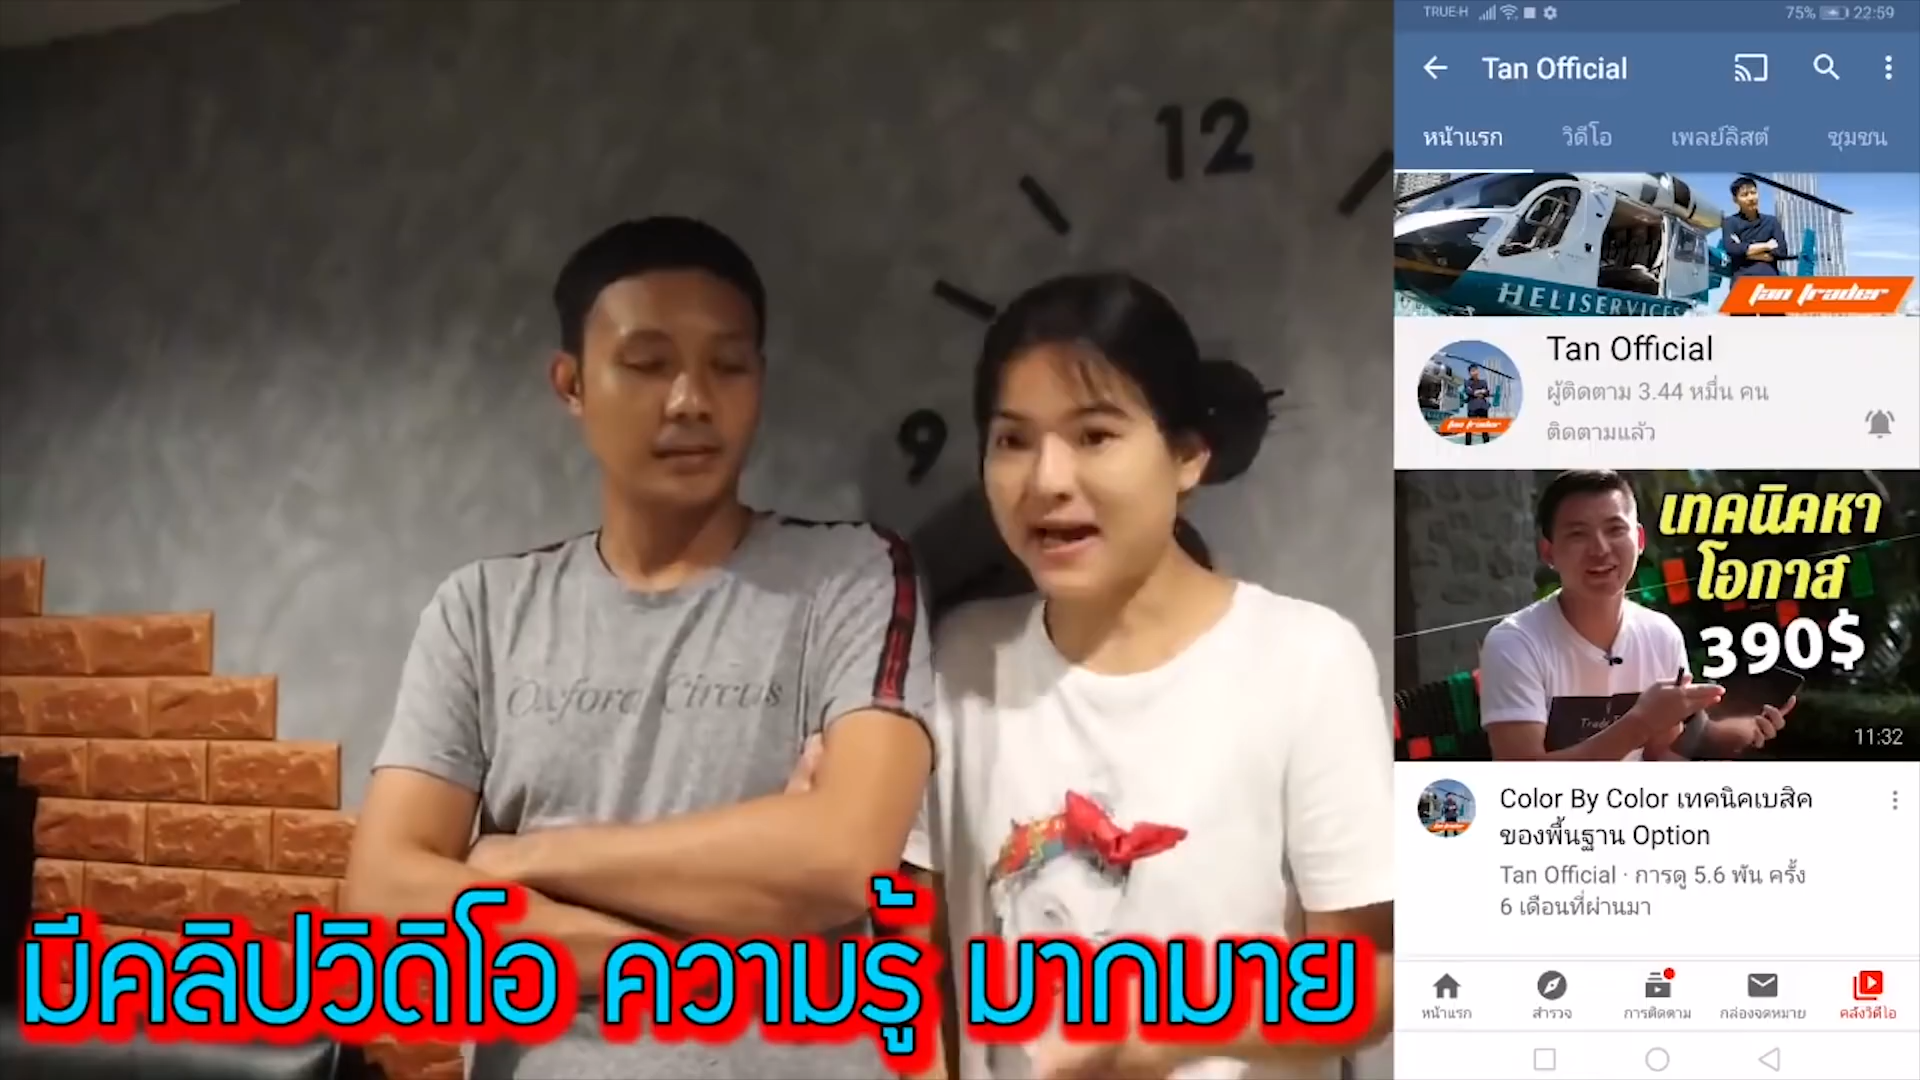 12
9
Oxford Circus
มีคลิปวิดิโอ ความรู้ มากมาย
TRUE-H
75%
22:59
Tan Official
หน้าแรก
วิดีโอ
เพลย์ลิสต์
ชุมชน
HELISERVICES
tan trader
Tan Official
ผู้ติดตาม 3.44 หมื่น คน
ติดตามแล้ว
เทคนิคหา
โอกาส
390$
11:32
Color By Color เทคนิคเบสิค
ของพื้นฐาน Option
Tan Official · การดู 5.6 พัน ครั้ง
6 เดือนที่ผ่านมา
หน้าแรก
สำรวจ
การติดตาม
กล่องจดหมาย
คลังวิดีโอ